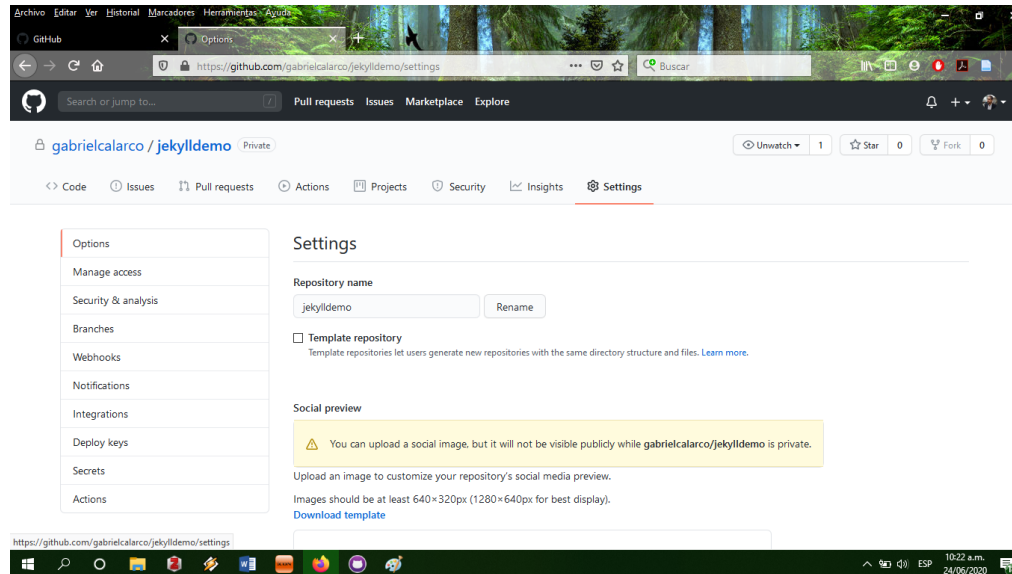 Archivo Editar Ver Historial Marcadores Herramientas Ayuda
GitHub
Options
https://github.com/gabrielcalarco/jekylldemo/settings
Buscar
Search or jump to...
/
Pull requests Issues Marketplace Explore
gabrielcalarco / jekylldemo Private
Unwatch 1 Star 0 Fork 0
Code Issues Pull requests Actions Projects Security Insights Settings
Options
Manage access
Security & analysis
Branches
Webhooks
Notifications
Integrations
Deploy keys
Secrets
Actions
Settings
Repository name
jekylldemo Rename
Template repository
Template repositories let users generate new repositories with the same directory structure and files. Learn more.
Social preview
You can upload a social image, but it will not be visible publicly while gabrielcalarco/jekylldemo is private.
Upload an image to customize your repository's social media preview.
Images should be at least 640×320px (1280×640px for best display).
Download template
https://github.com/gabrielcalarco/jekylldemo/settings
ESP
10:22 a.m.
24/06/2020